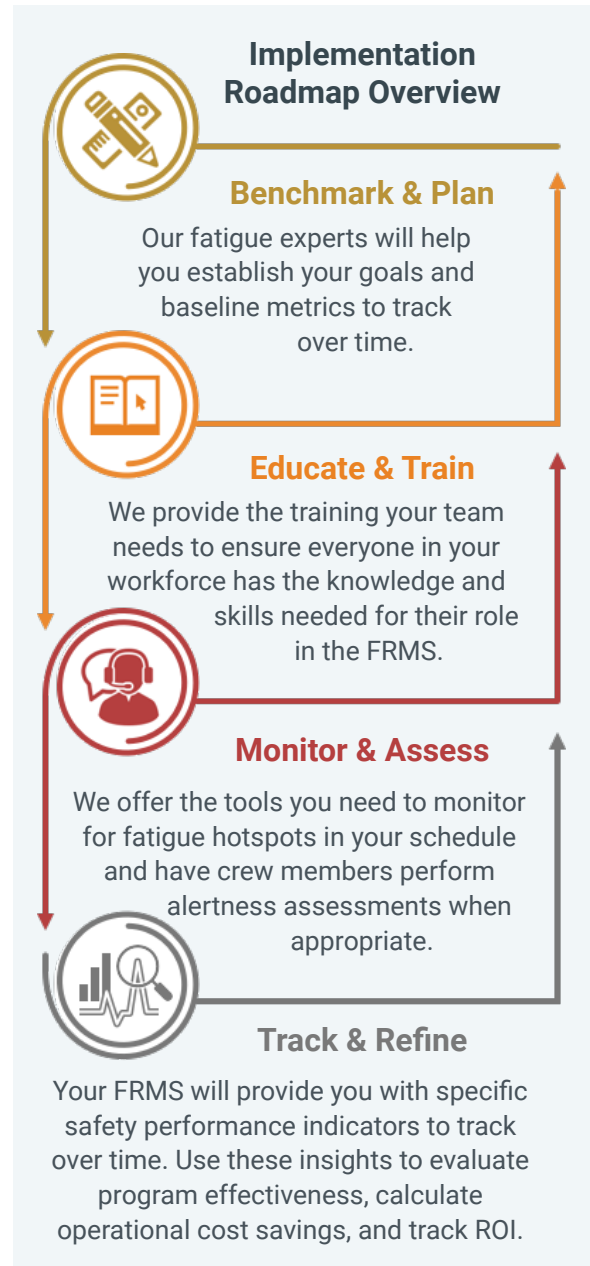 Implementation
Roadmap Overview
Benchmark & Plan
Our fatigue experts will help
you establish your goals and
baseline metrics to track
over time.
Educate & Train
We provide the training your team
needs to ensure everyone in your
workforce has the knowledge and
skills needed for their role
in the FRMS.
Monitor & Assess
We offer the tools you need to monitor
for fatigue hotspots in your schedule
and have crew members perform
alertness assessments when
appropriate.
Track & Refine
Your FRMS will provide you with specific
safety performance indicators to track
over time. Use these insights to evaluate
program effectiveness, calculate
operational cost savings, and track ROI.